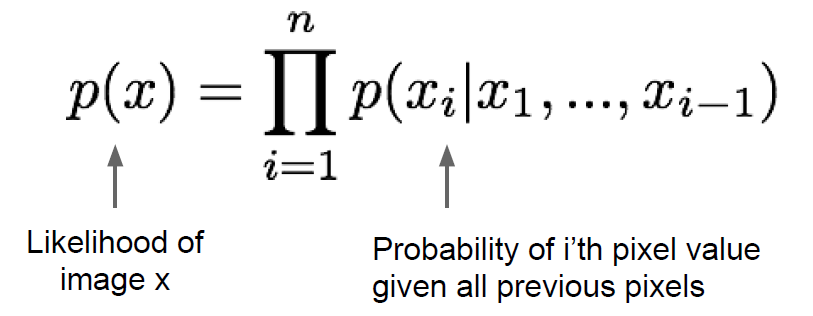 p(x) = ∏_{i=1}^{n} p(x_i|x_1, ..., x_{i-1})
Likelihood of
image x
Probability of i'th pixel value
given all previous pixels